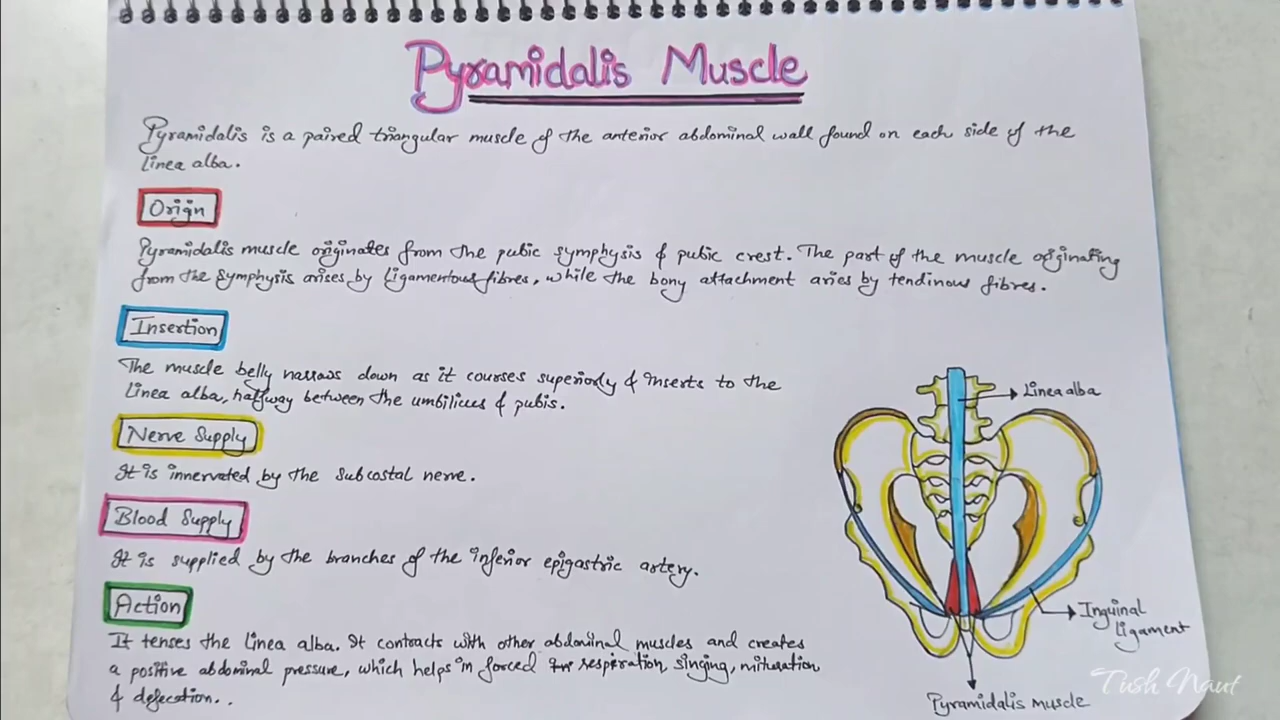 Pyramidalis Muscle
Pyramidalis is a paired triangular muscle of the anterior abdominal wall found on each side of the
Linea alba.
Origin
Pyramidalis muscle originates from the pubic symphysis & pubic crest. The part of the muscle originating
from the symphysis arises by ligamentous fibres, while the bony attachment aries by tendinous fibres.
Insertion
The muscle belly narrows down as it courses superiorly & inserts to the
Linea alba, halfway between the umbilicus & pubis.
Nerve Supply
It is innervated by the subcostal nerve.
Blood Supply
It is supplied by the branches of the inferior epigastric artery.
Action
It tenses the Linea alba. It contracts with other abdominal muscles and creates
a positive abdominal pressure, which helps in forced respiration, singing, mituration
& defecation..
Linea alba
Inguinal
ligament
Pyramidalis muscle
Tush Naut